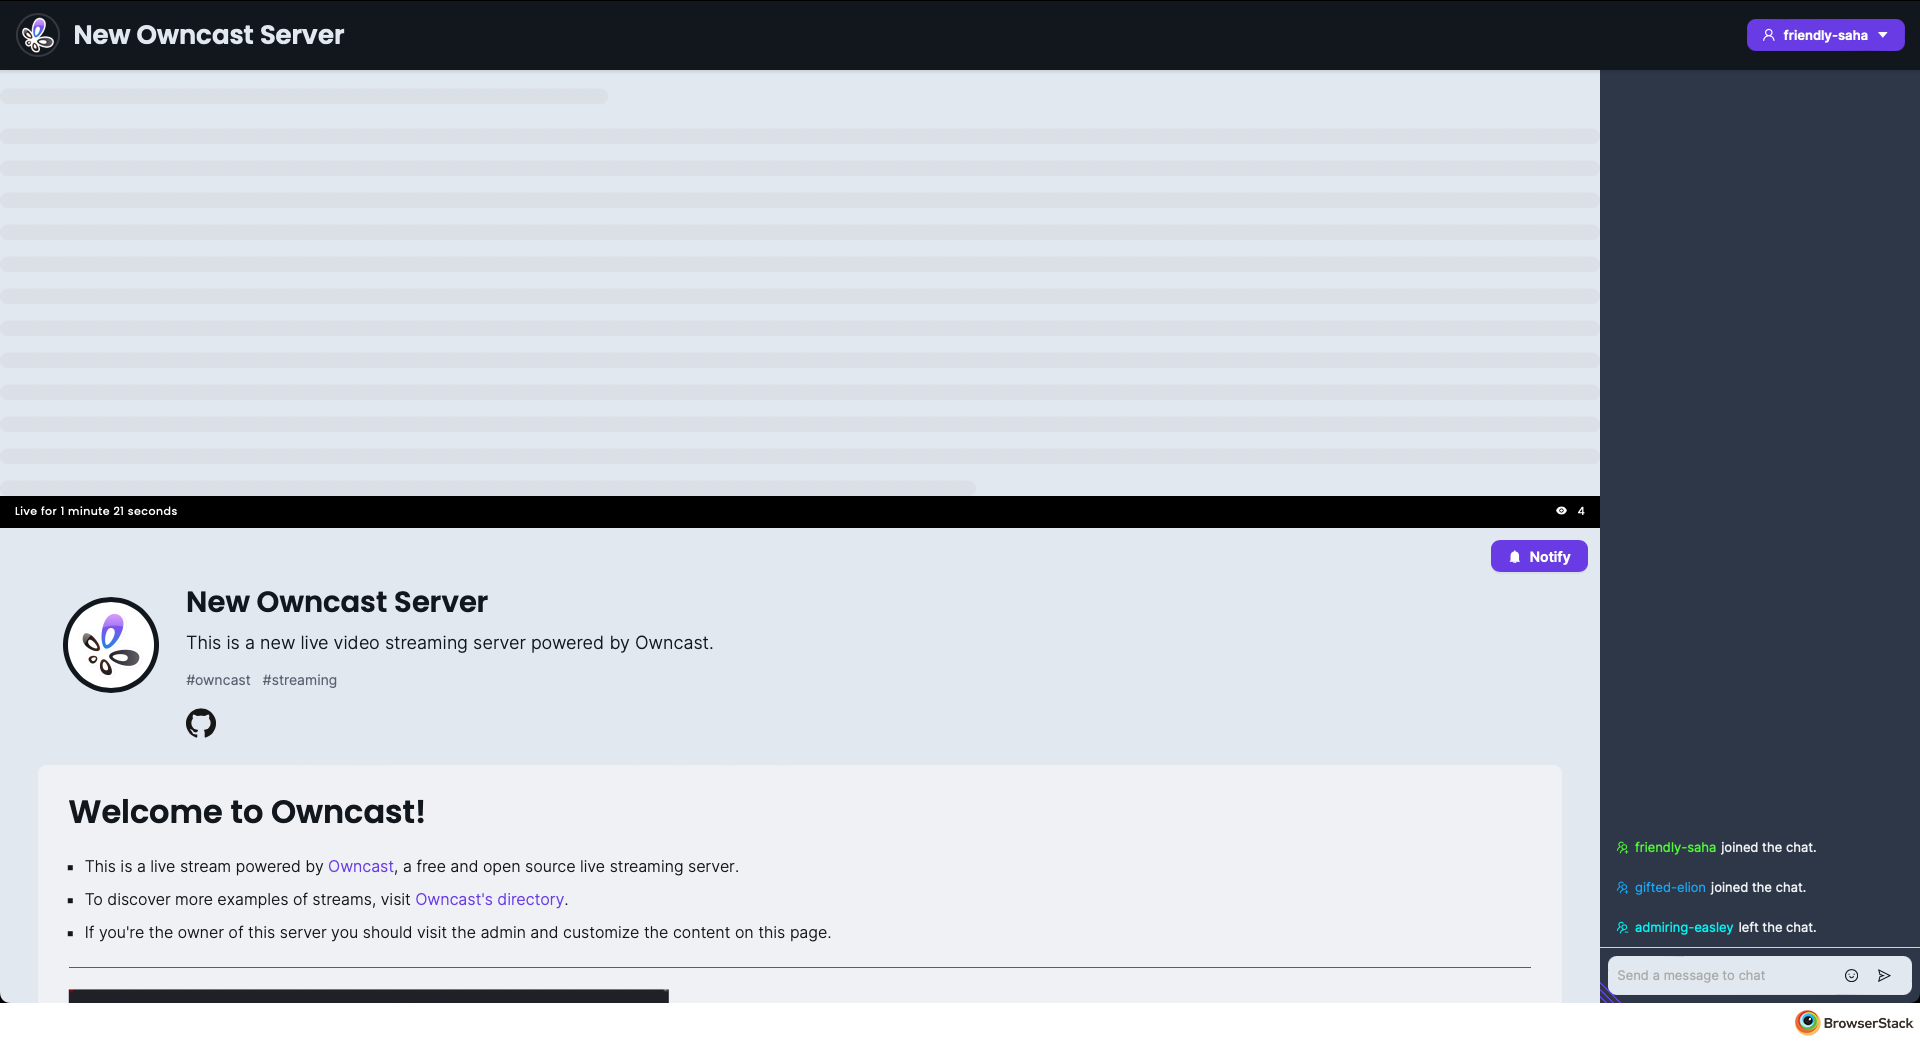 New Owncast Server
friendly-saha
Live for 1 minute 21 seconds
4
Notify
New Owncast Server
This is a new live video streaming server powered by Owncast.
#owncast #streaming
Welcome to Owncast!
This is a live stream powered by Owncast, a free and open source live streaming server.
To discover more examples of streams, visit Owncast's directory.
If you're the owner of this server you should visit the admin and customize the content on this page.
friendly-saha joined the chat.
gifted-elion joined the chat.
admiring-easley left the chat.
Send a message to chat
BrowserStack